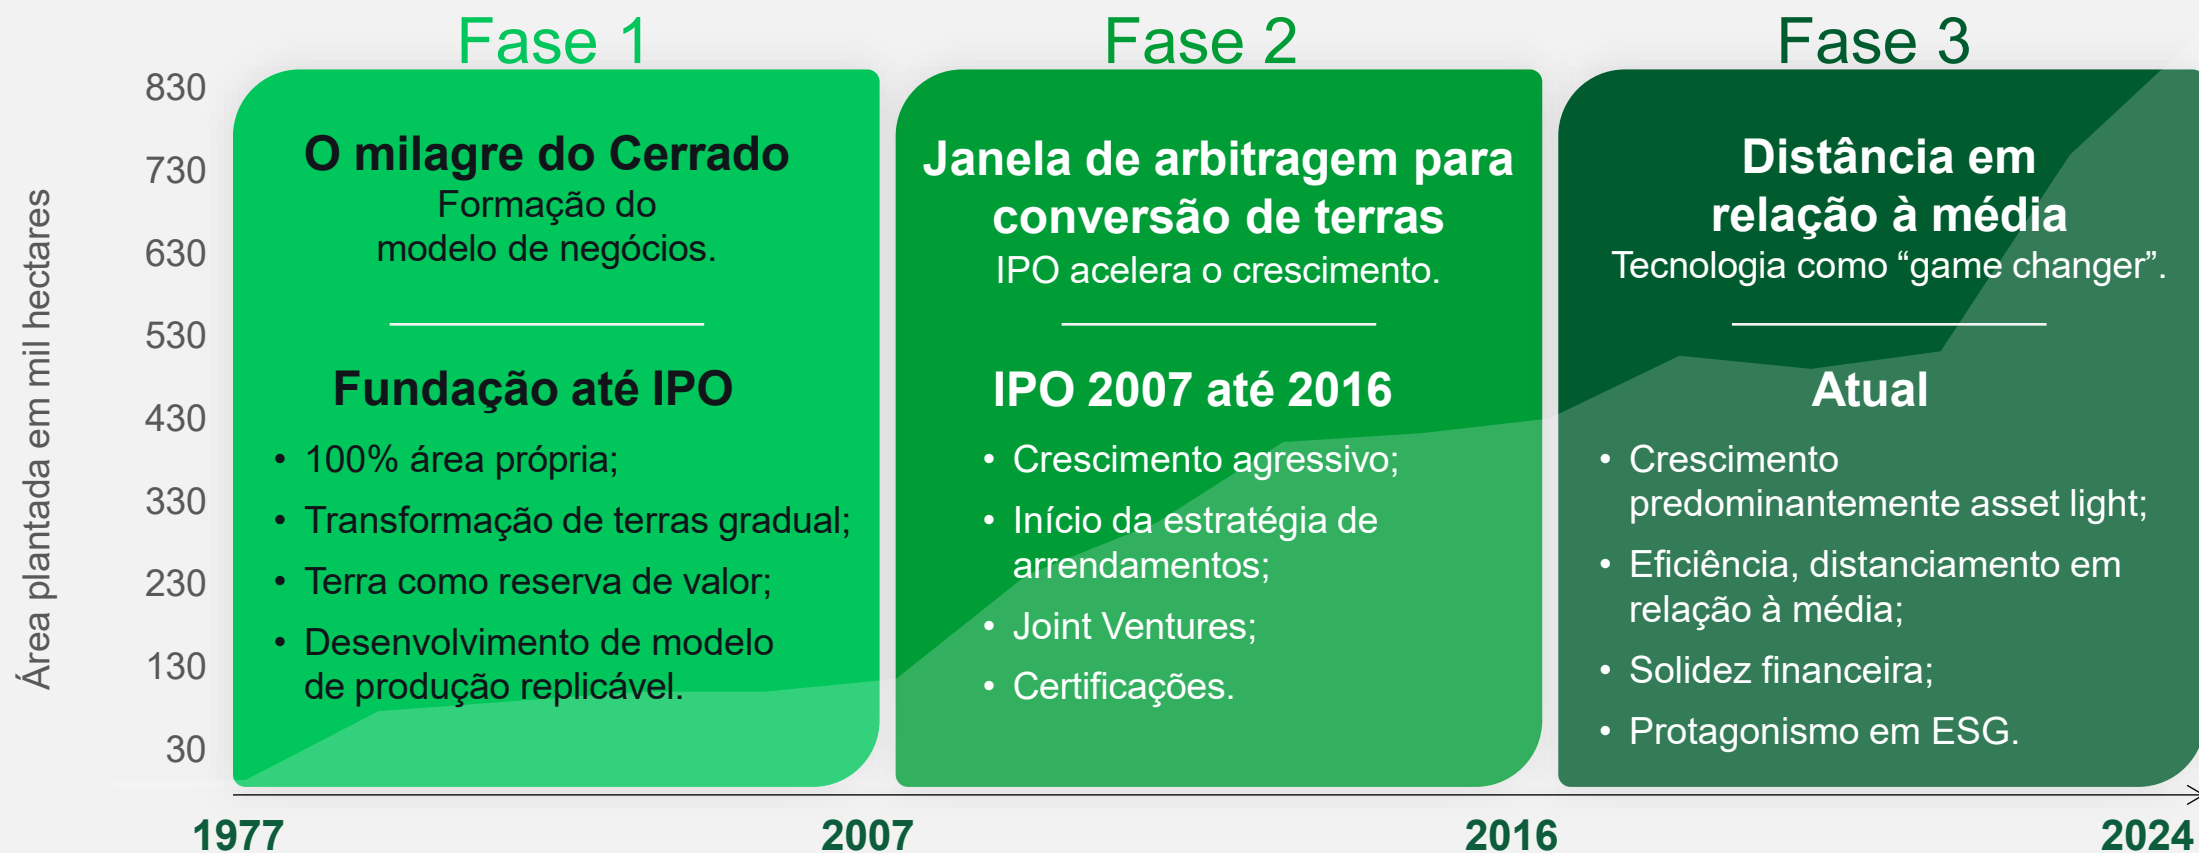 Área plantada em mil hectares
830
730
630
530
430
330
230
130
30
Fase 1
O milagre do Cerrado
Formação do
modelo de negócios.
Fundação até IPO
• 100% área própria;
• Transformação de terras gradual;
• Terra como reserva de valor;
• Desenvolvimento de modelo
de produção replicável.
Fase 2
Janela de arbitragem para
conversão de terras
IPO acelera o crescimento.
IPO 2007 até 2016
• Crescimento agressivo;
• Início da estratégia de
arrendamentos;
• Joint Ventures;
• Certificações.
Fase 3
Distância em
relação à média
Tecnologia como “game changer”.
Atual
• Crescimento
predominantemente asset light;
• Eficiência, distanciamento em
relação à média;
• Solidez financeira;
• Protagonismo em ESG.
1977
2007
2016
2024